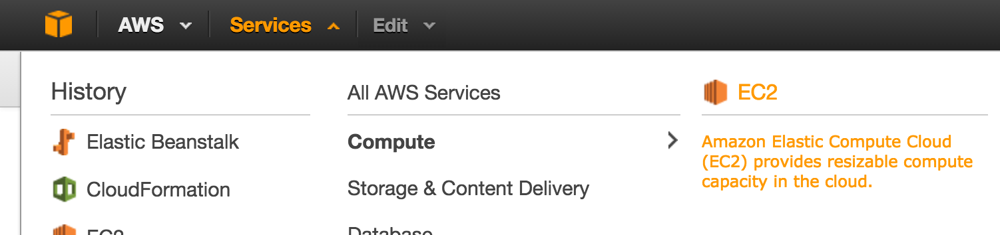 AWS Services Edit
History
Elastic Beanstalk
CloudFormation
EC2
All AWS Services
Compute
Storage & Content Delivery
Database
EC2
Amazon Elastic Compute Cloud
(EC2) provides resizable compute
capacity in the cloud.